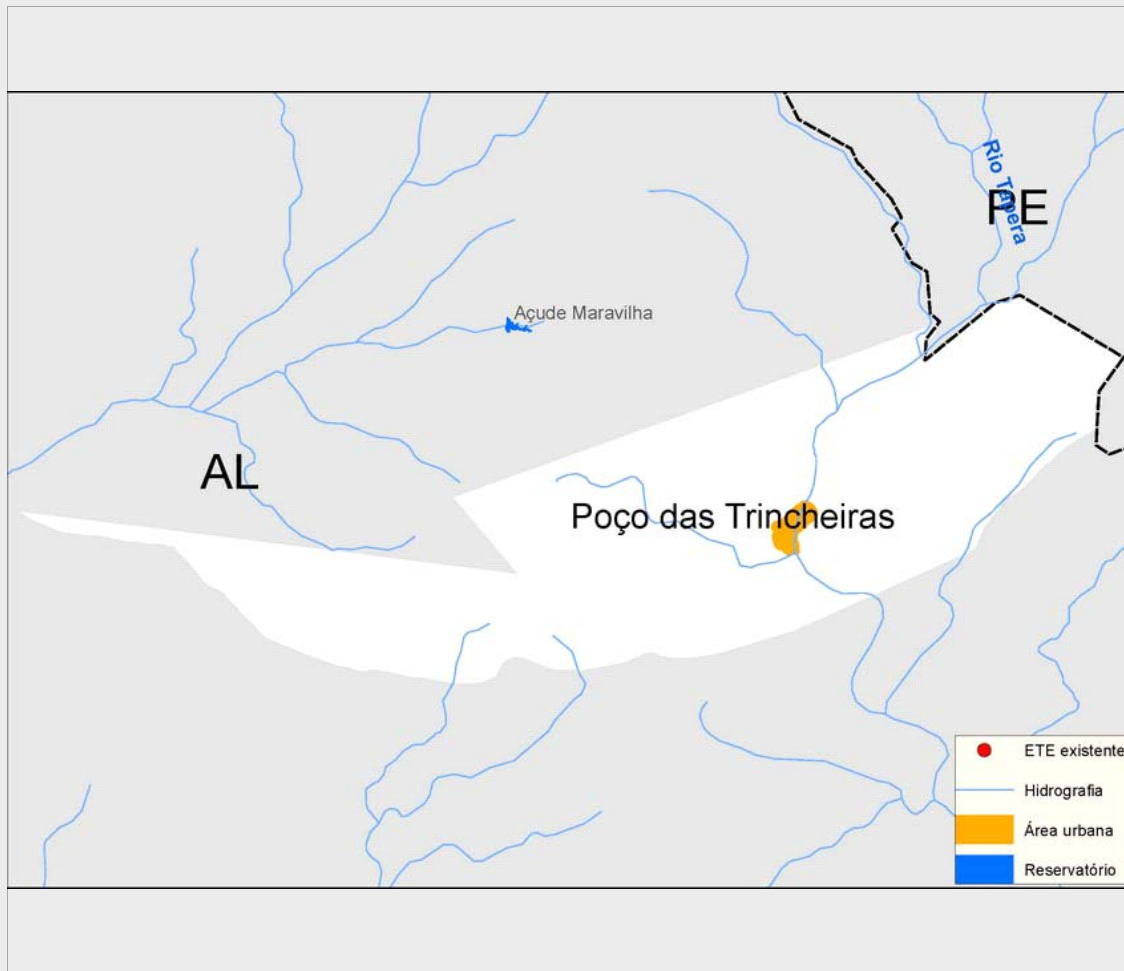 Rio Tapera
PE
Açude Maravilha
AL
Poço das Trincheiras
ETE existente
Hidrografia
Área urbana
Reservatório